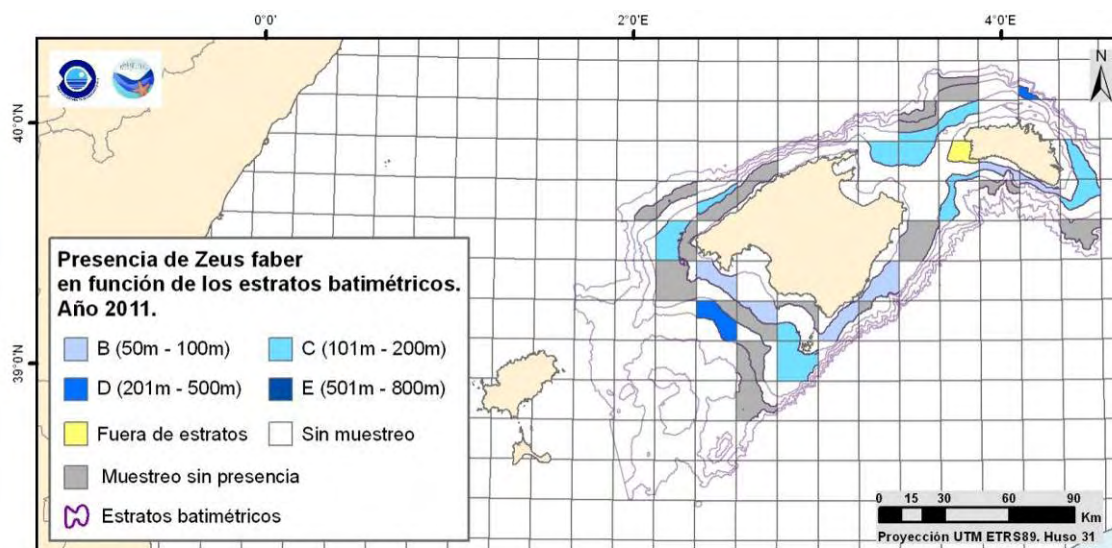 0°0'
2°0'E
4°0'E
40°0'N
39°0'N
N
Presencia de Zeus faber
en función de los estratos batimétricos.
Año 2011.
B (50m - 100m)
C (101m - 200m)
D (201m - 500m)
E (501m - 800m)
Fuera de estratos
Sin muestreo
Muestreo sin presencia
Estratos batimétricos
0 15 30 60 90
Km
Proyección UTM ETRS89. Huso 31